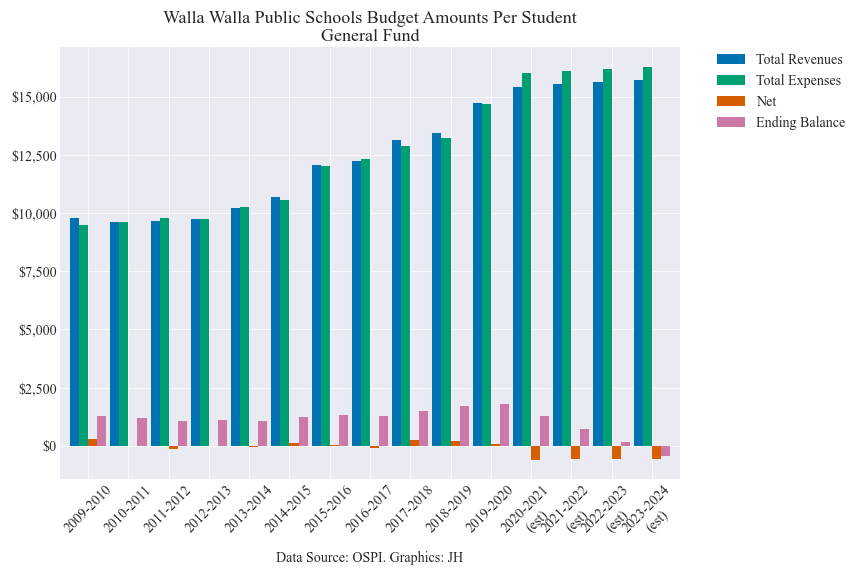 Walla Walla Public Schools Budget Amounts Per Student
General Fund
Total Revenues
Total Expenses
Net
Ending Balance
$15,000
$12,500
$10,000
$7,500
$5,000
$2,500
$0
2009-2010
2010-2011
2011-2012
2012-2013
2013-2014
2014-2015
2015-2016
2016-2017
2017-2018
2018-2019
2019-2020
2020-2021
(est)
2021-2022
(est)
2022-2023
(est)
2023-2024
(est)
Data Source: OSPI. Graphics: JH